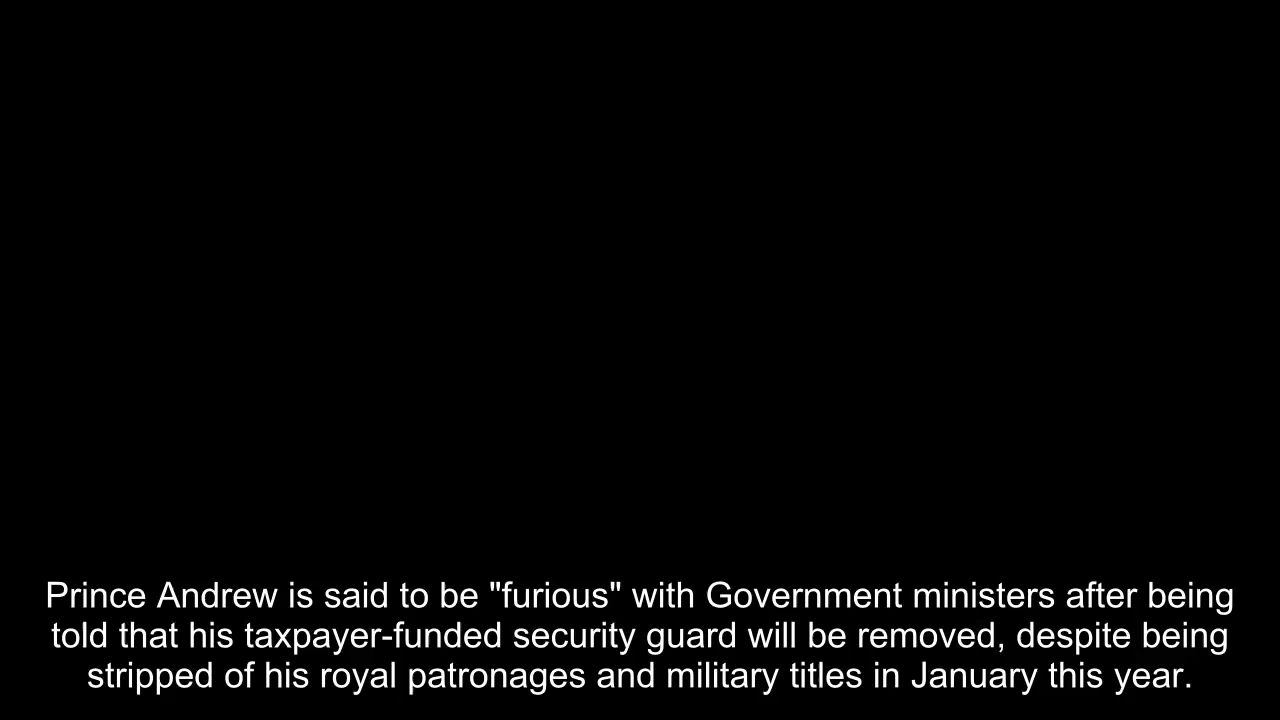 Prince Andrew is said to be "furious" with Government ministers after being
told that his taxpayer-funded security guard will be removed, despite being
stripped of his royal patronages and military titles in January this year.